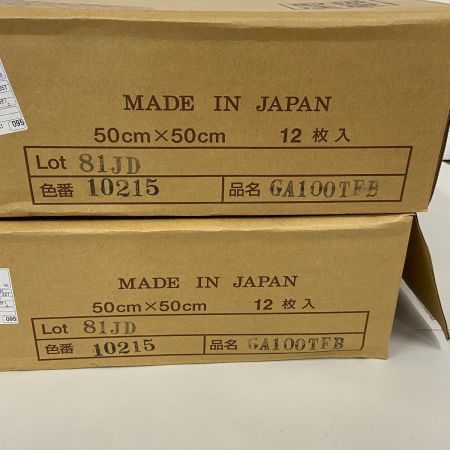 MADE IN JAPAN
50cm×50cm 12枚入
Lot 81JD
色番 10215 品名 GA100TFB
MADE IN JAPAN
50cm×50cm 12枚入
Lot 81JD
色番 10215 品名 GA100TFB